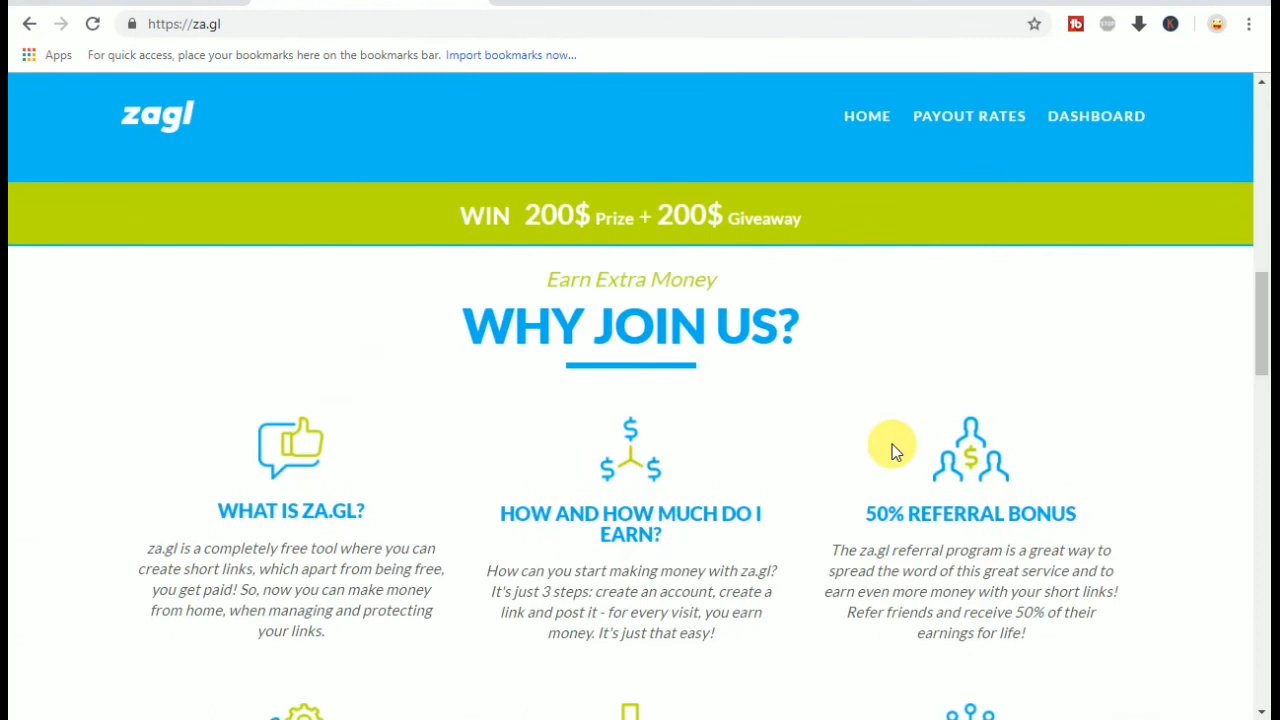 https://za.gl
Apps For quick access, place your bookmarks here on the bookmarks bar. Import bookmarks now...
zagl HOME PAYOUT RATES DASHBOARD
WIN 200$ Prize + 200$ Giveaway
Earn Extra Money
WHY JOIN US?
WHAT IS ZA.GL?
za.gl is a completely free tool where you can
create short links, which apart from being free,
you get paid! So, now you can make money
from home, when managing and protecting
your links.
HOW AND HOW MUCH DO I
EARN?
How can you start making money with za.gl?
It's just 3 steps: create an account, create a
link and post it - for every visit, you earn
money. It's just that easy!
50% REFERRAL BONUS
The za.gl referral program is a great way to
spread the word of this great service and to
earn even more money with your short links!
Refer friends and receive 50% of their
earnings for life!